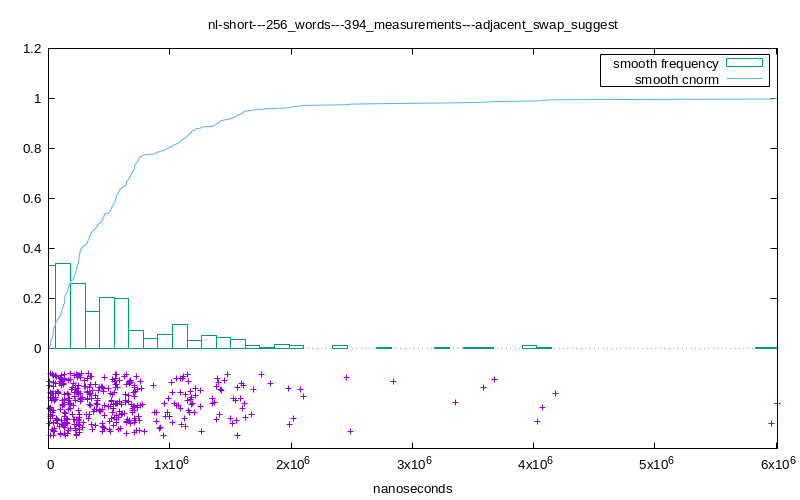 nl-short---256_words---394_measurements---adjacent_swap_suggest
1.2
smooth frequency
smooth cnorm
1
0.8
0.6
0.4
0.2
0
0 1x10^6 2x10^6 3x10^6 4x10^6 5x10^6 6x10^6
nanoseconds